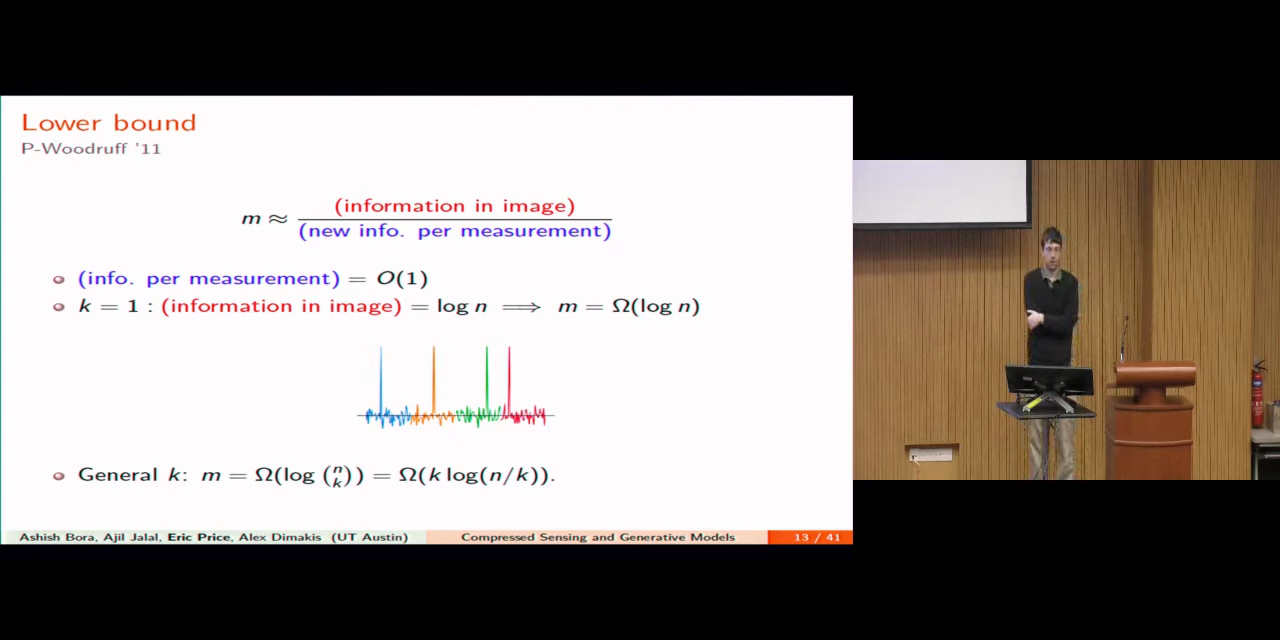 Lower bound
P-Woodruff '11
m ≈ (information in image) / (new info. per measurement)
(info. per measurement) = O(1)
k = 1 : (information in image) = log n ⟹ m = Ω(log n)
General k: m = Ω(log (n k)) = Ω(k log(n/k)).
Ashish Bora, Ajil Jalal, Eric Price, Alex Dimakis (UT Austin) Compressed Sensing and Generative Models 13 / 41